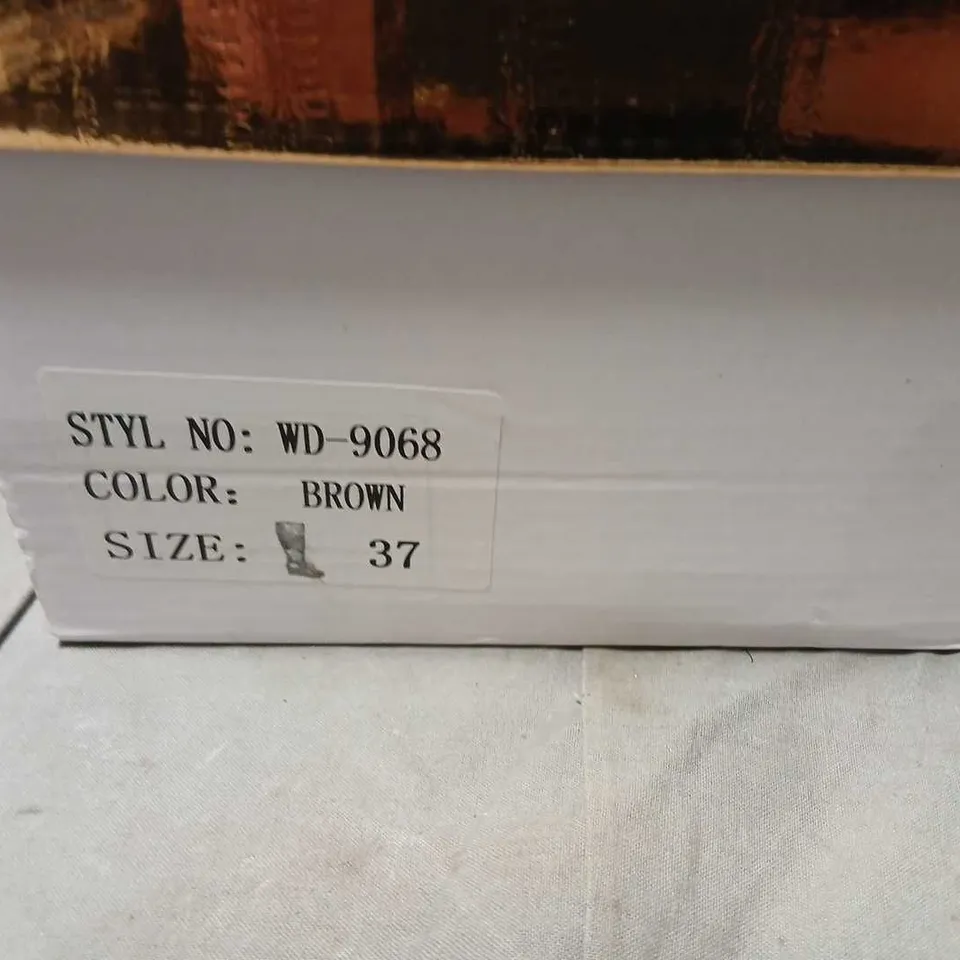 STYL NO: WD-9068
COLOR: BROWN
SIZE: 37